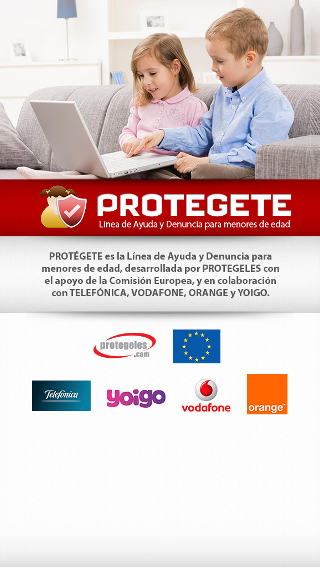 PROTEGETE
Línea de Ayuda y Denuncia para menores de edad
PROTÉGETE es la Línea de Ayuda y Denuncia para
menores de edad, desarrollada por PROTEGELES con
el apoyo de la Comisión Europea, y en colaboración
con TELEFÓNICA, VODAFONE, ORANGE y YOIGO.
protegeles
.com
Telefónica
yoigo
vodafone
orange™